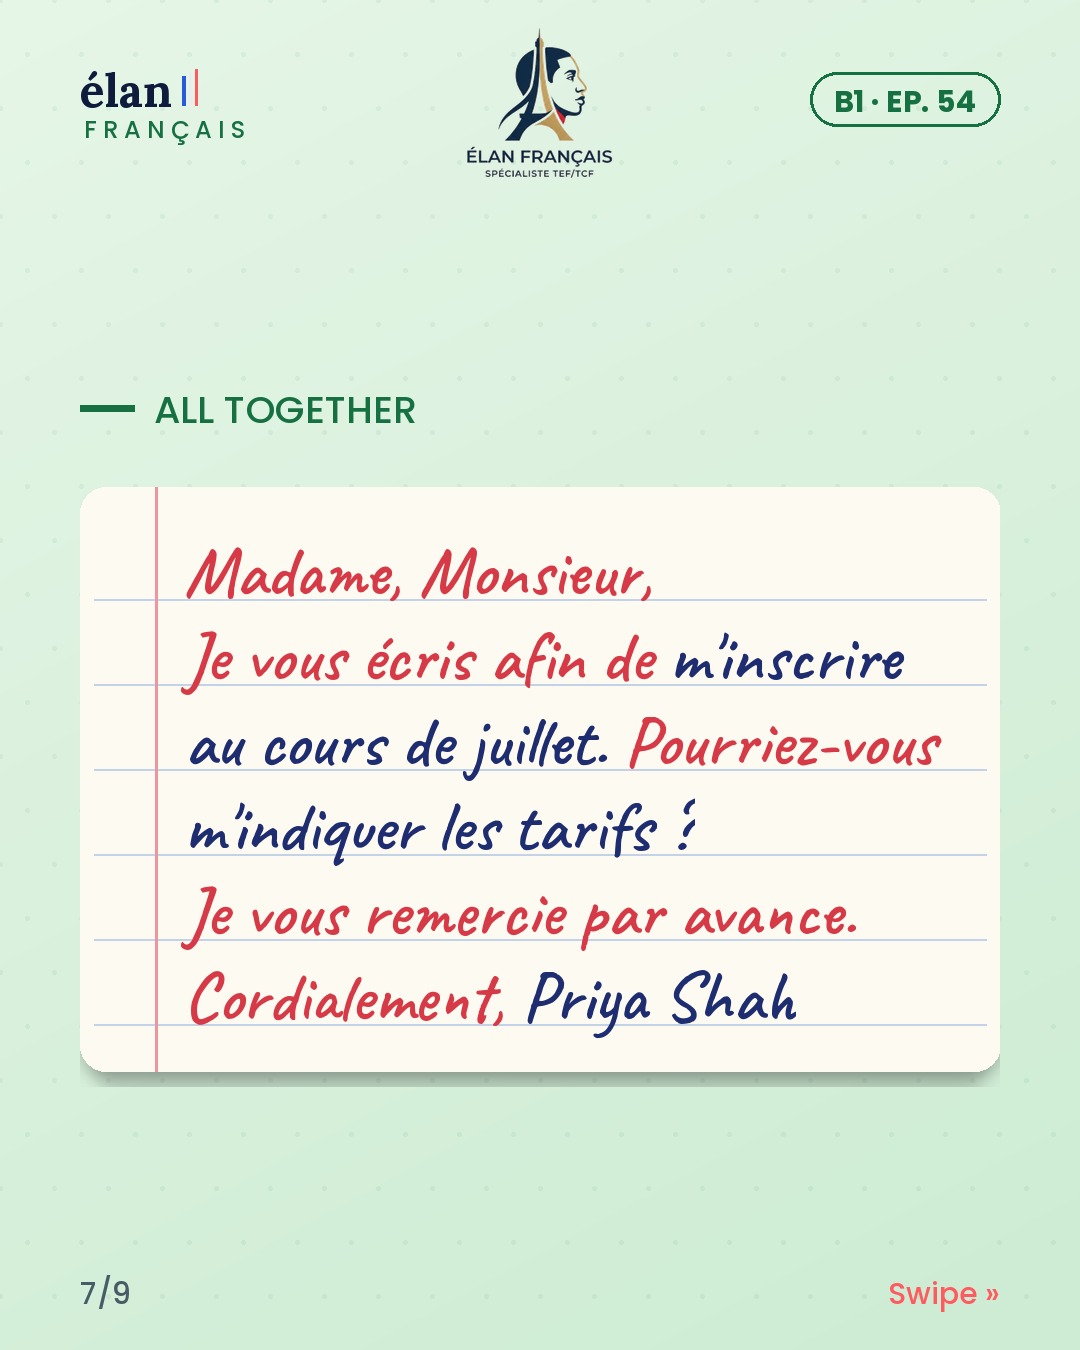 élan
FRANÇAIS
ÉLAN FRANÇAIS
SPÉCIALISTE TEF/TCF
B1 · EP. 54
ALL TOGETHER
Madame, Monsieur,
Je vous écris afin de m'inscrire
au cours de juillet. Pourriez-vous
m'indiquer les tarifs ?
Je vous remercie par avance.
Cordialement, Priya Shah
7/9
Swipe »